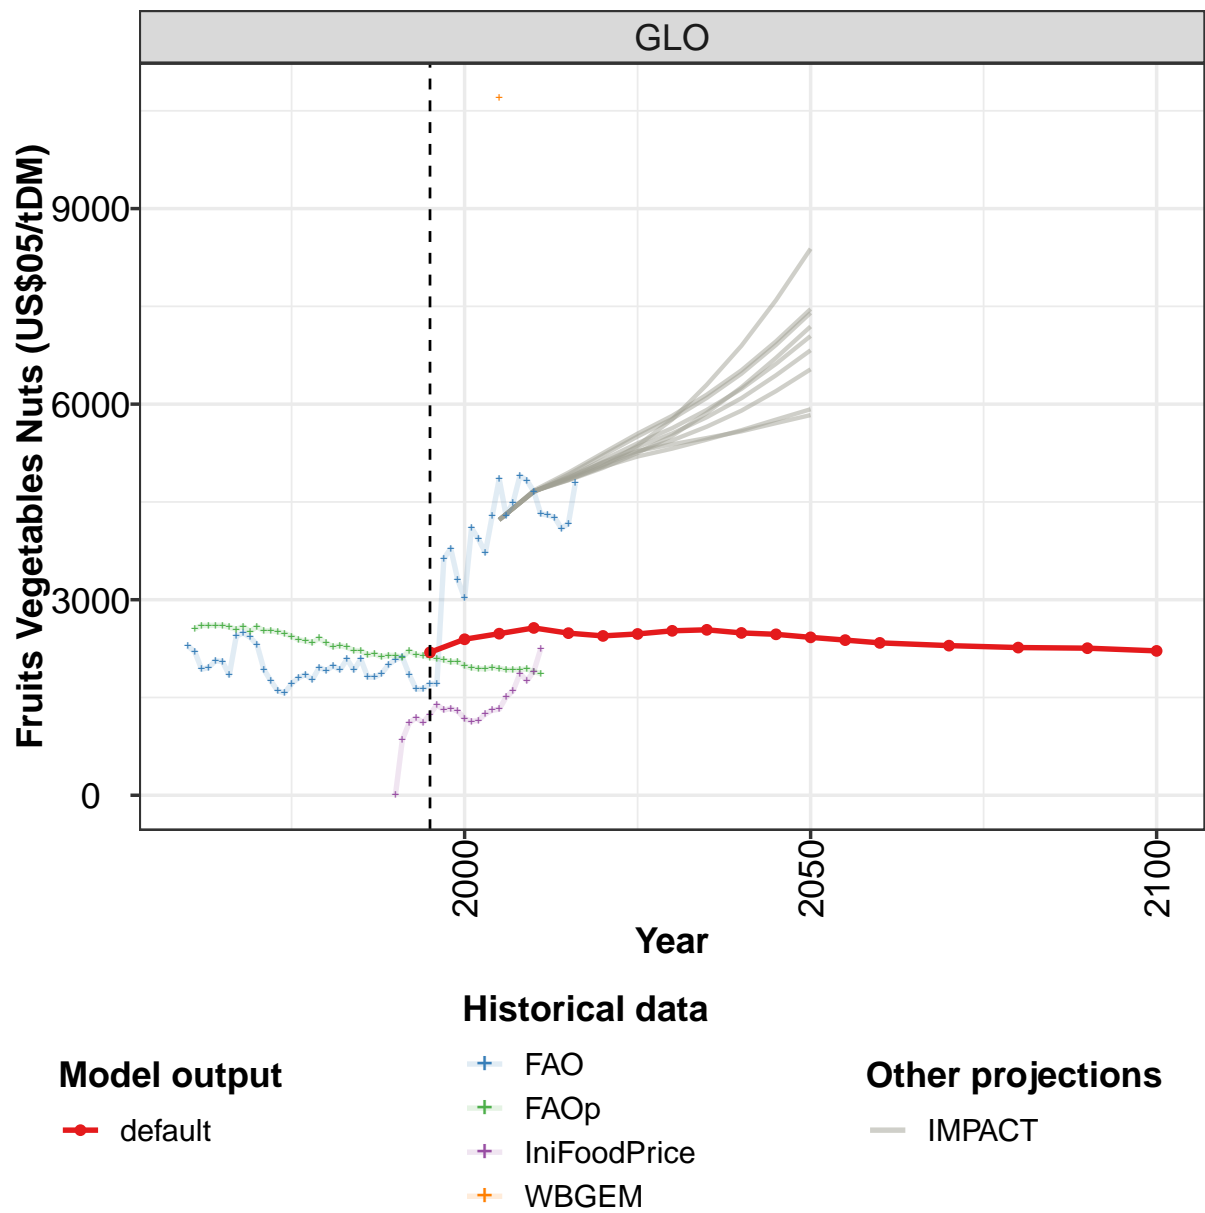 GLO
Fruits Vegetables Nuts (US$05/tDM)
9000
6000
3000
0
2000
2050
2100
Year
Historical data
FAO
FAOp
IniFoodPrice
WBGEM
Model output
default
Other projections
IMPACT